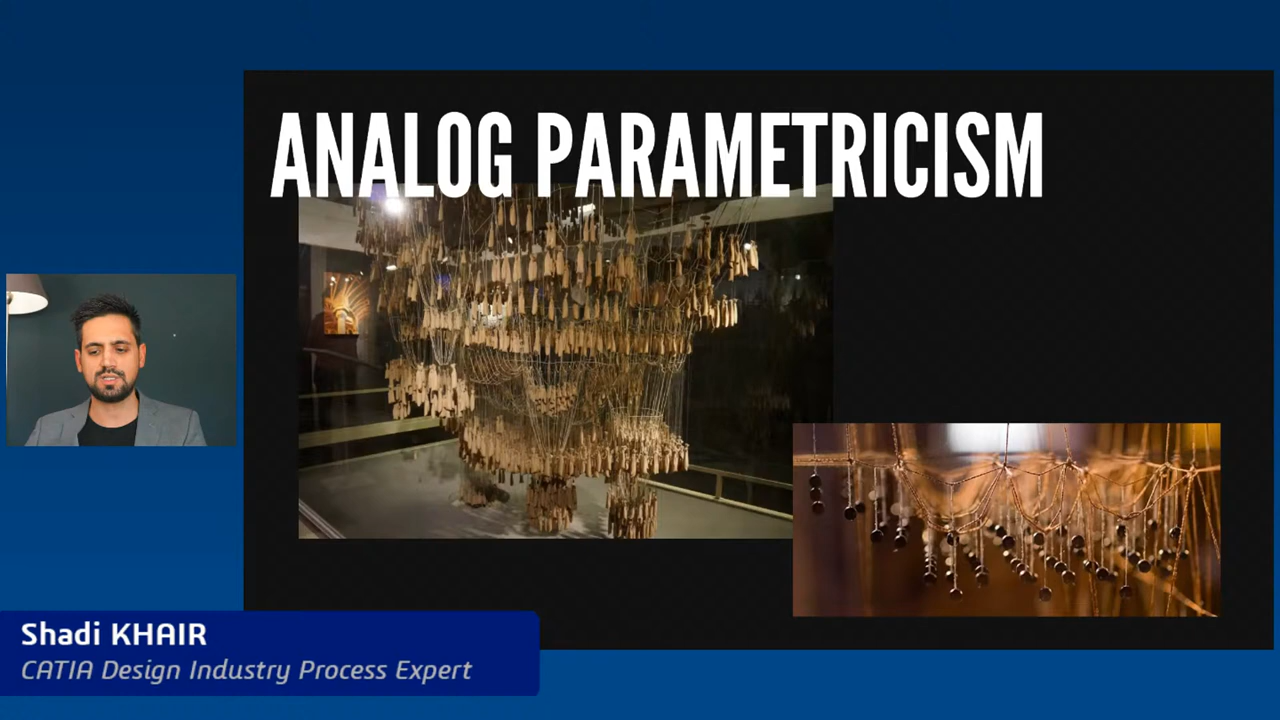 ANALOG PARAMETRICISM
Shadi KHAIR
CATIA Design Industry Process Expert